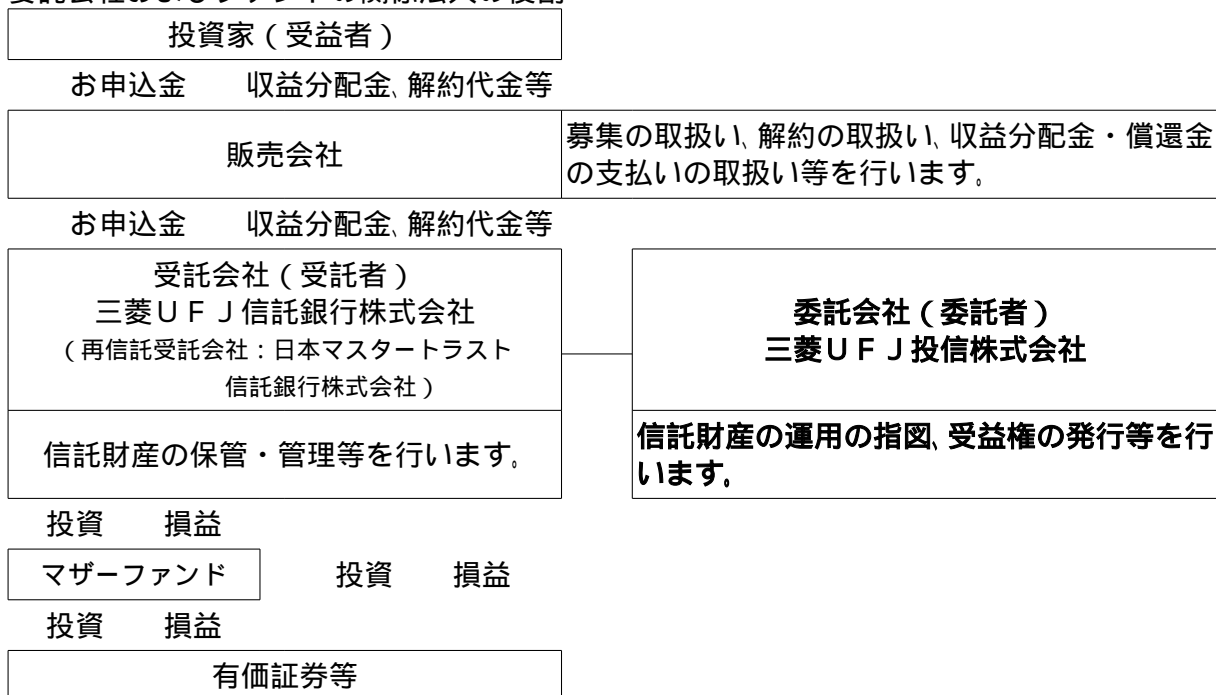 投資家（受益者）
お申込金　収益分配金、解約代金等
販売会社
募集の取扱い、解約の取扱い、収益分配金・償還金
の支払いの取扱い等を行います。
お申込金　収益分配金、解約代金等
受託会社（受託者）
三菱ＵＦＪ信託銀行株式会社
（再信託受託会社：日本マスタートラスト
信託銀行株式会社）
委託会社（委託者）
三菱ＵＦＪ投信株式会社
信託財産の保管・管理等を行います。
信託財産の運用の指図、受益権の発行等を行
います。
投資　損益
マザーファンド　投資　損益
投資　損益
有価証券等